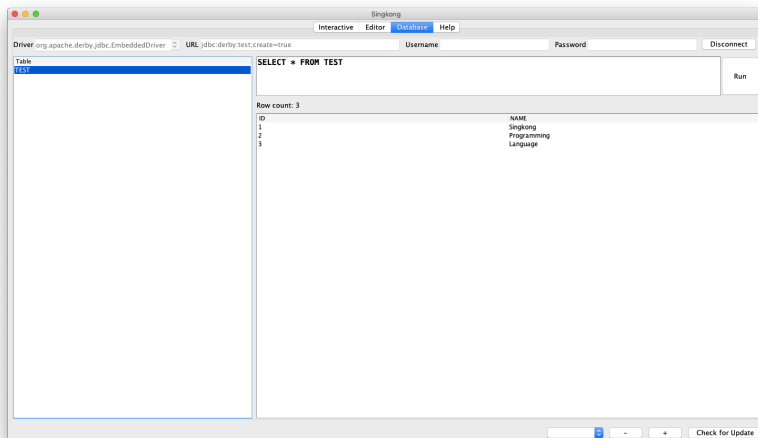 Singkong
Interactive Editor Database Help
Driver org.apache.derby.jdbc.EmbeddedDriver URL jdbc:derby:test;create=true Username Password Disconnect
Table
TEST
SELECT * FROM TEST
Run
Row count: 3
ID NAME
1 Singkong
2 Programming
3 Language
- + Check for Update